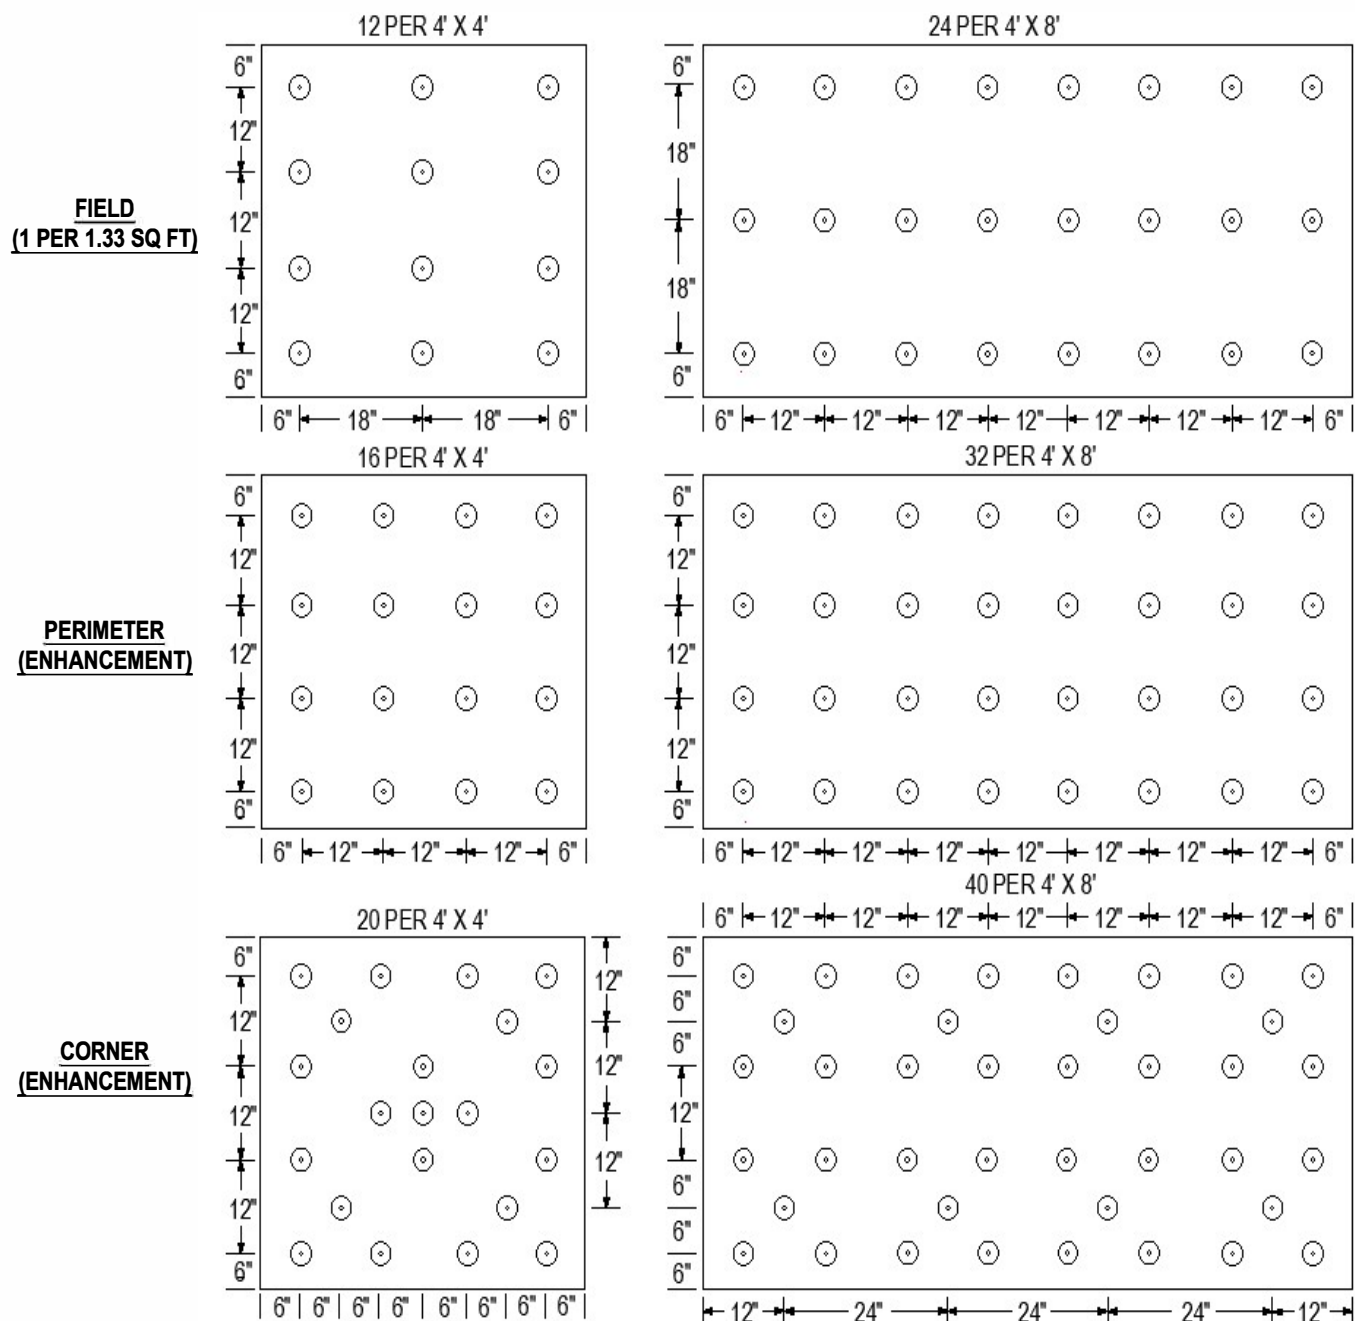 12 PER 4' X 4'
24 PER 4' X 8'
FIELD
(1 PER 1.33 SQ FT)
6"
12"
12"
12"
6"
6" 18" 18" 6"
6"
18"
18"
6"
6" 12" 12" 12" 12" 12" 12" 12" 6"
16 PER 4' X 4'
32 PER 4' X 8'
PERIMETER
(ENHANCEMENT)
6"
12"
12"
12"
6"
6" 12" 12" 12" 6"
6"
12"
12"
12"
6"
6" 12" 12" 12" 12" 12" 12" 12" 6"
20 PER 4' X 4'
40 PER 4' X 8'
CORNER
(ENHANCEMENT)
6"
12"
12"
12"
6"
12"
12"
12"
6" 6" 6" 6" 6" 6" 6" 6"
6" 12" 12" 12" 12" 12" 12" 12" 6"
6"
6"
6"
12"
6"
6"
6"
12" 24" 24" 24" 12"